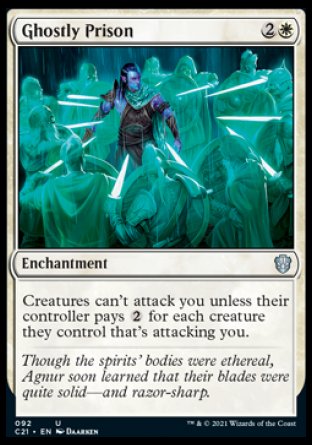 Ghostly Prison 2
Enchantment
Creatures can't attack you unless their
controller pays 2 for each creature
they control that's attacking you.
Though the spirits' bodies were ethereal,
Agnur soon learned that their blades were
quite solid—and razor-sharp.
092 U
C21 • EN DAARKEN
™ & © 2021 Wizards of the Coast